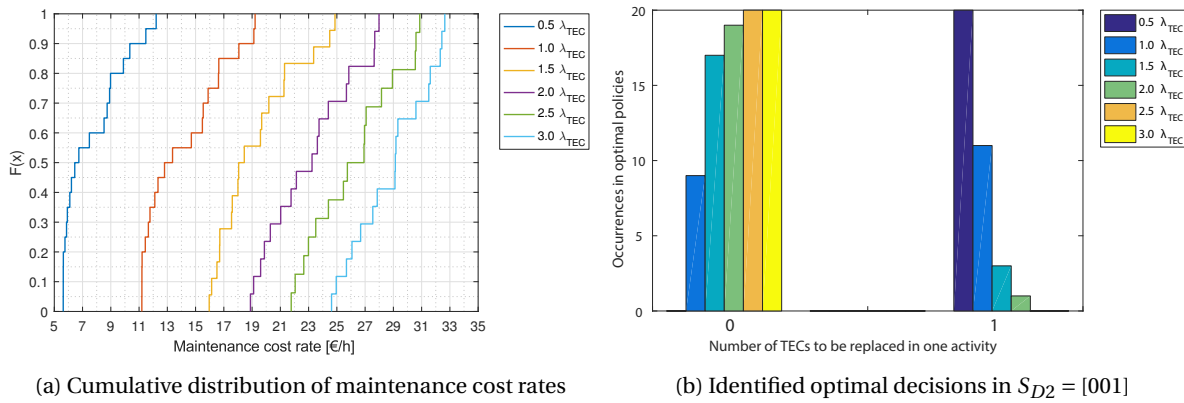 1
0.9
0.8
0.7
0.6
0.5
0.4
0.3
0.2
0.1
0
F(x)
5 7 9 11 13 15 17 19 21 23 25 27 29 31 33 35
Maintenance cost rate [€/h]
0.5 λTEC
1.0 λTEC
1.5 λTEC
2.0 λTEC
2.5 λTEC
3.0 λTEC
(a) Cumulative distribution of maintenance cost rates
20
15
10
5
0
Occurrences in optimal policies
0 1
Number of TECs to be replaced in one activity
0.5 λTEC
1.0 λTEC
1.5 λTEC
2.0 λTEC
2.5 λTEC
3.0 λTEC
(b) Identified optimal decisions in SD2 = [001]